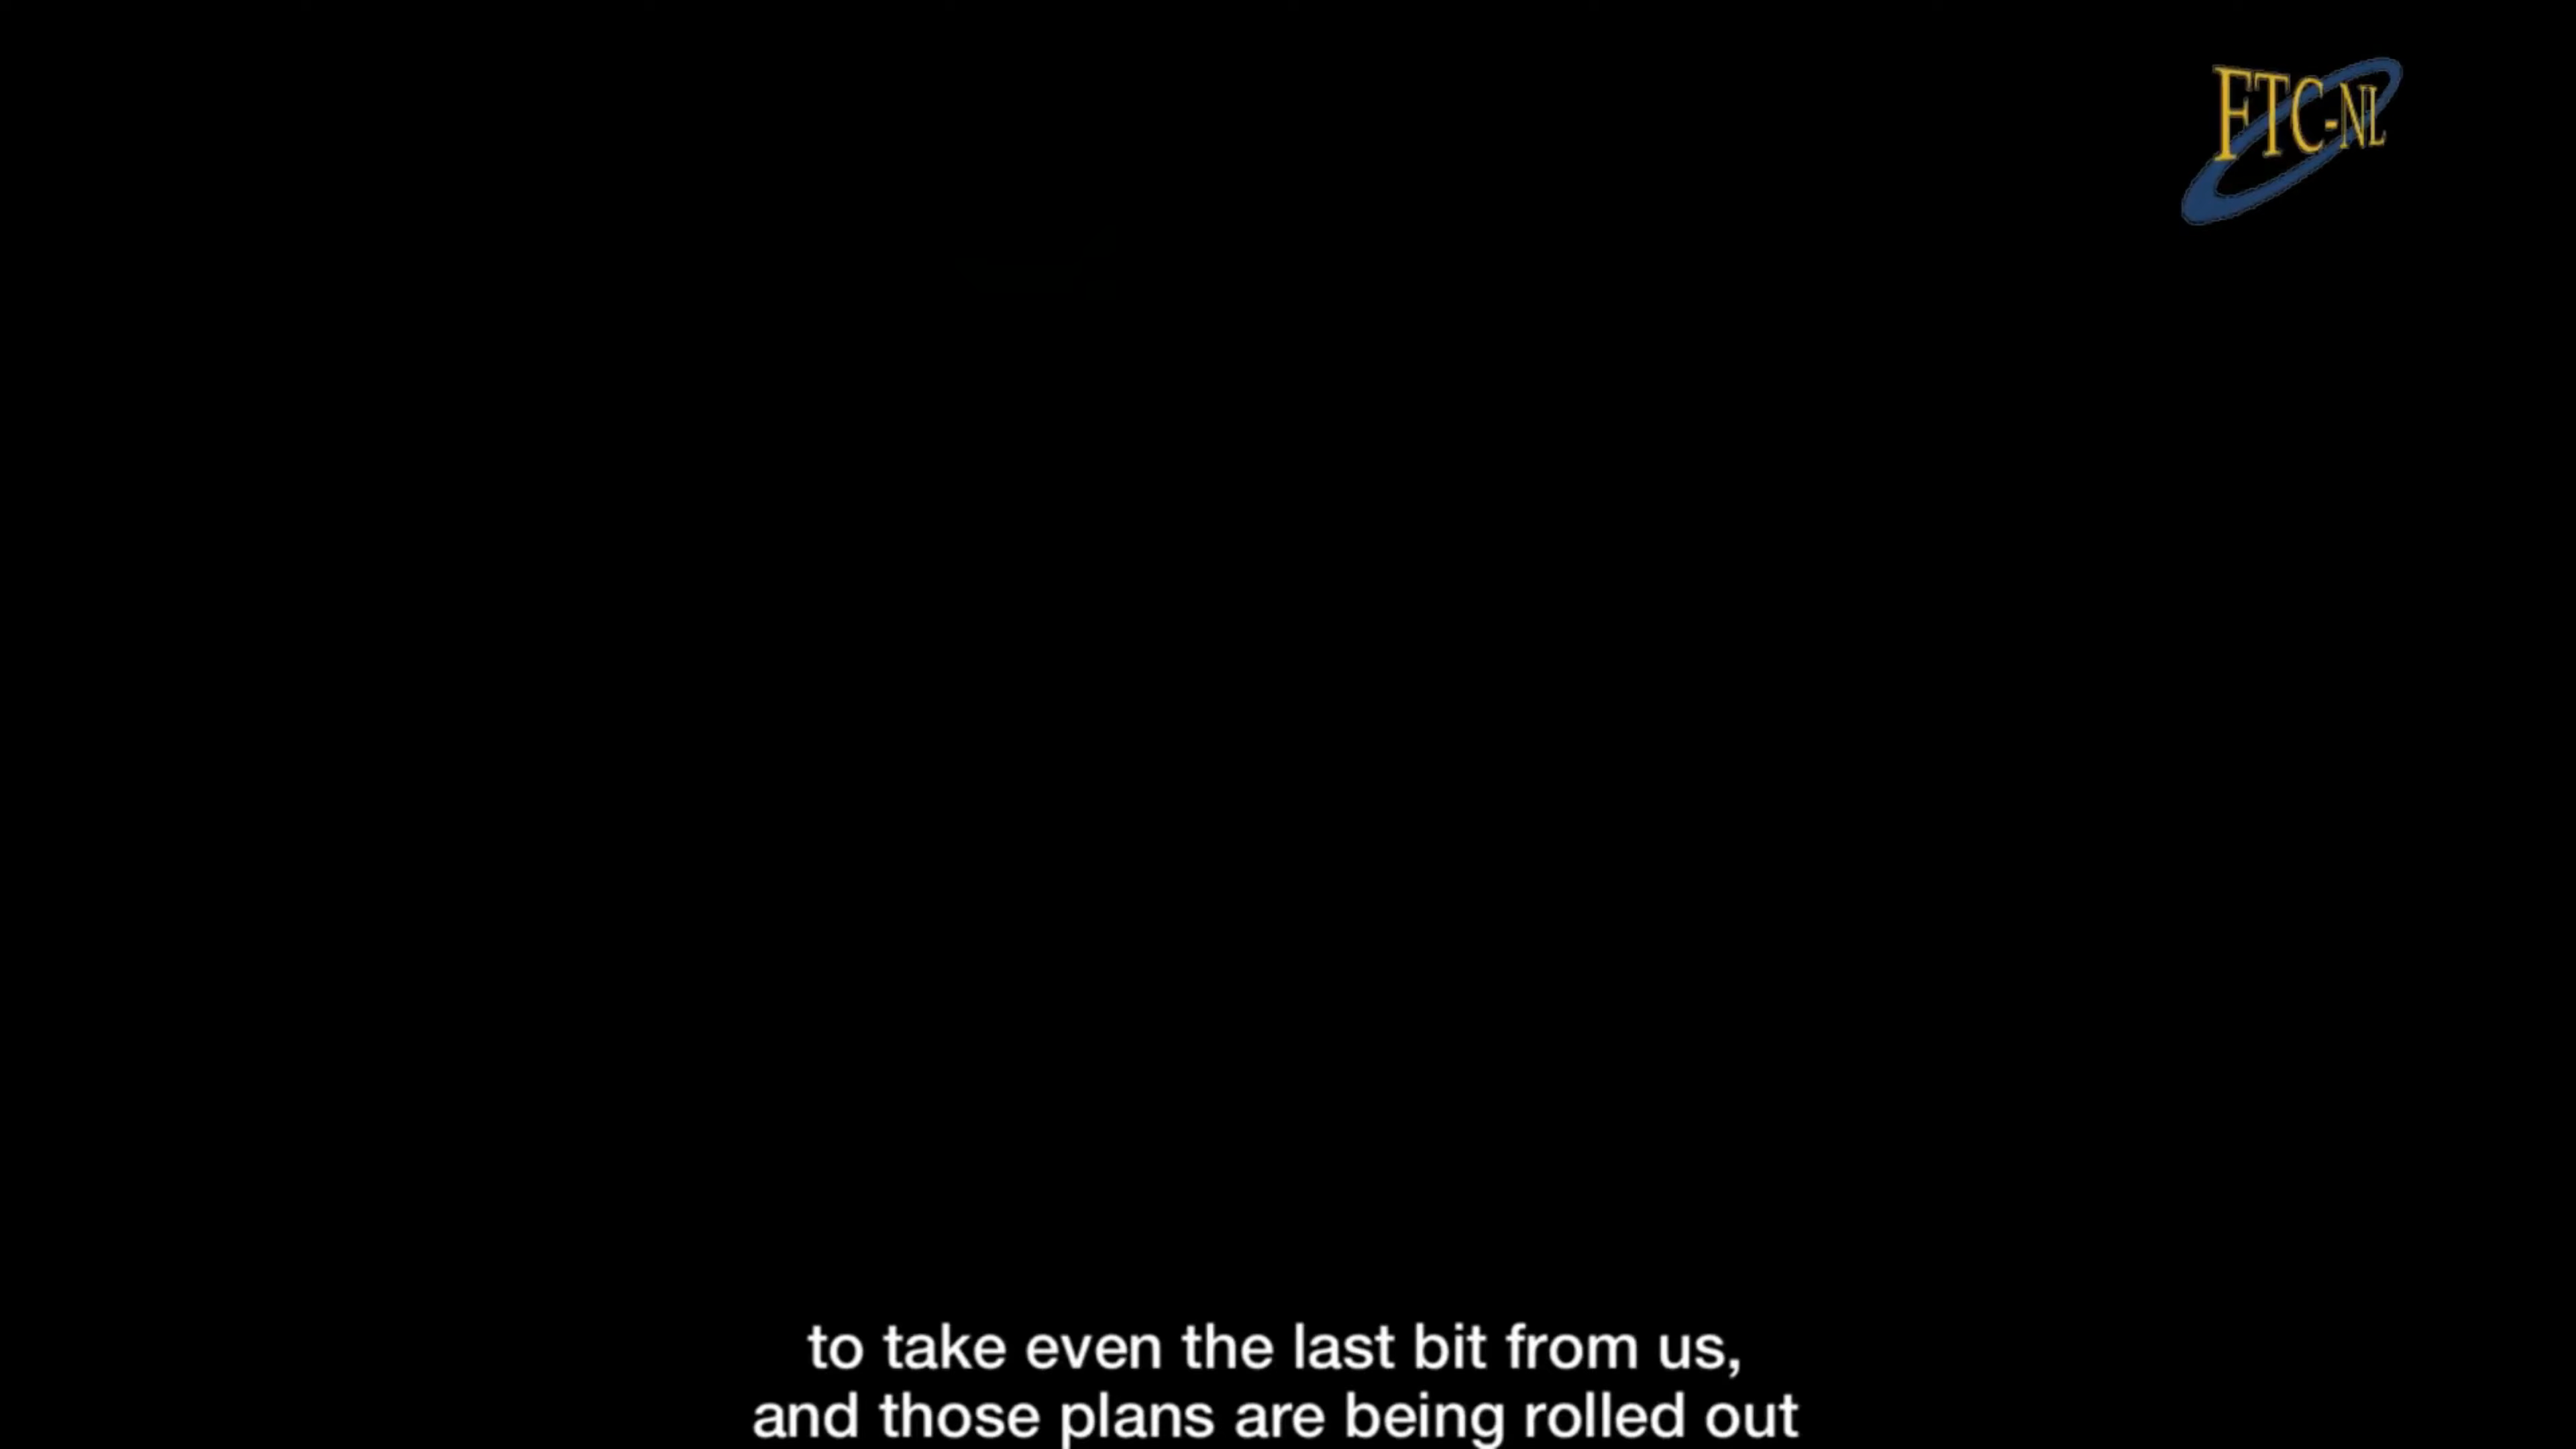 FTC-NL
to take even the last bit from us,
and those plans are being rolled out